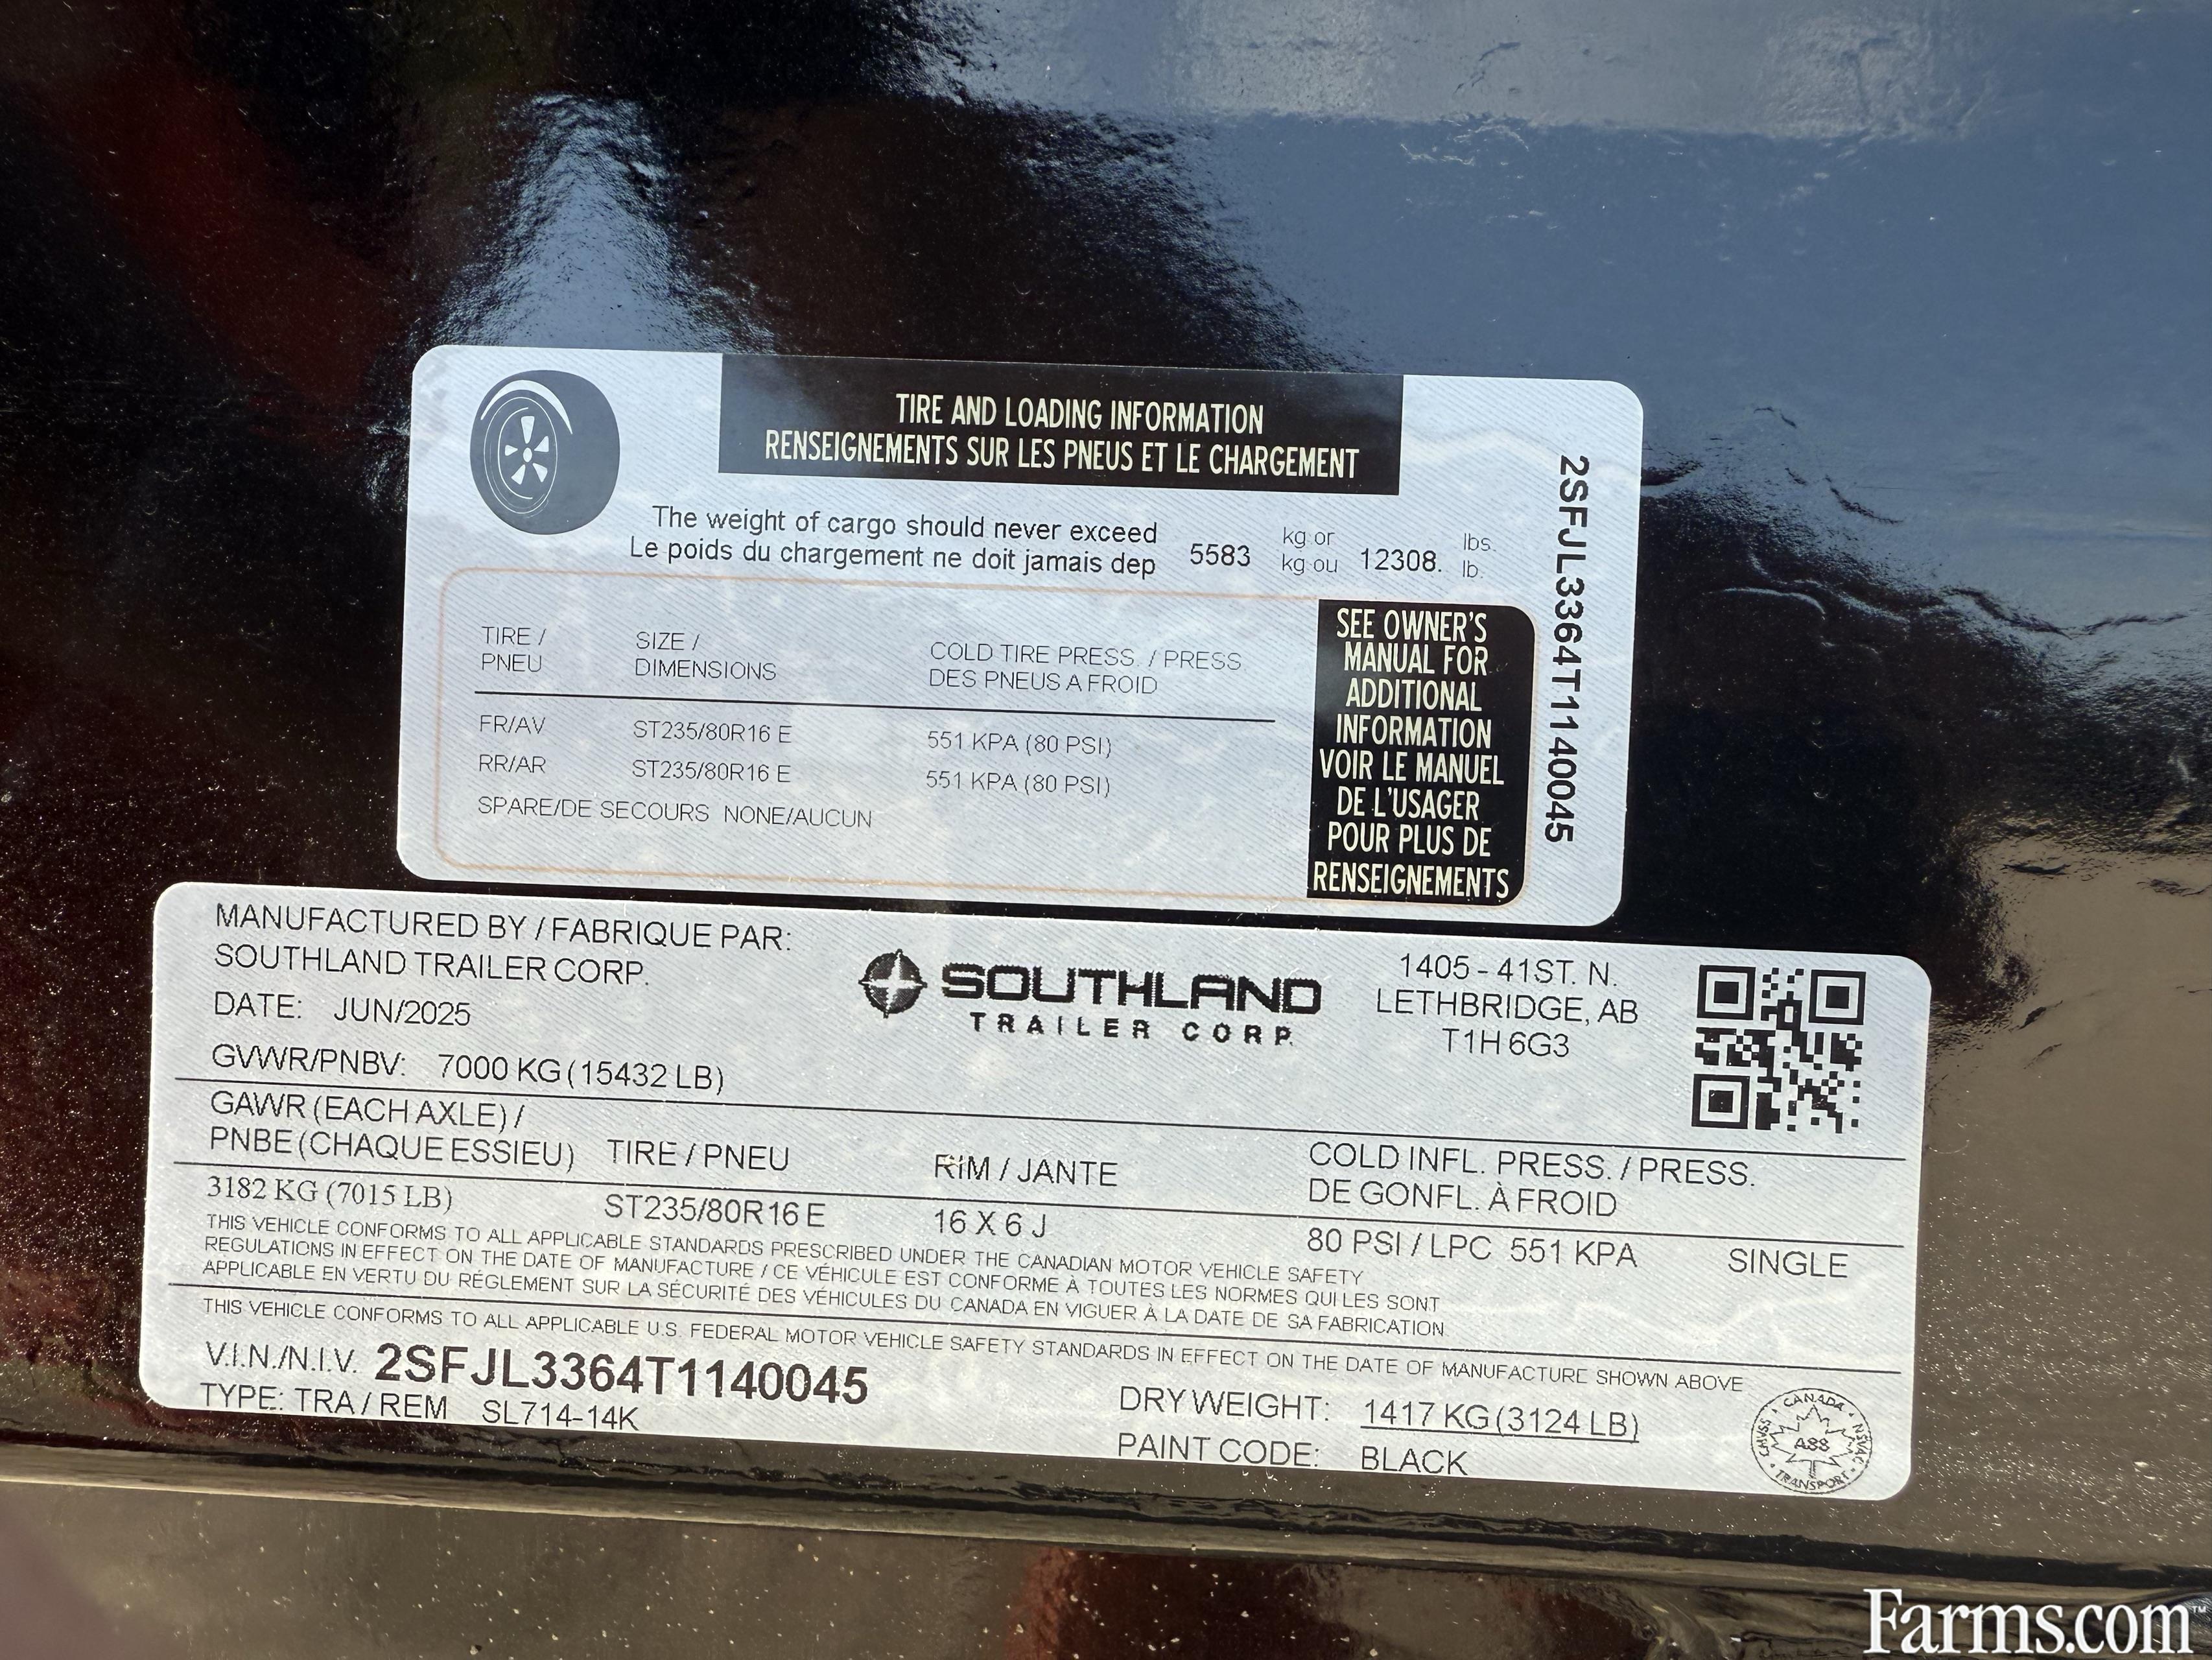 TIRE AND LOADING INFORMATION
RENSEIGNEMENTS SUR LES PNEUS ET LE CHARGEMENT
The weight of cargo should never exceed
Le poids du chargement ne doit jamais dep
5583 kg or 12308. lbs.
kg ou lb.
TIRE / SIZE / COLD TIRE PRESS. / PRESS.
PNEU DIMENSIONS DES PNEUS A FROID
FR/AV ST235/80R16 E 551 KPA (80 PSI)
RR/AR ST235/80R16 E 551 KPA (80 PSI)
SPARE/DE SECOURS NONE/AUCUN
SEE OWNER'S
MANUAL FOR
ADDITIONAL
INFORMATION
VOIR LE MANUEL
DE L'USAGER
POUR PLUS DE
RENSEIGNEMENTS
2SFJL3364T1140045
MANUFACTURED BY / FABRIQUE PAR:
SOUTHLAND TRAILER CORP.
DATE: JUN/2025
GVWR/PNBV: 7000 KG (15432 LB)
SOUTHLAND
TRAILER CORP.
1405 - 41ST. N.
LETHBRIDGE, AB
T1H 6G3
GAWR (EACH AXLE) /
PNBE (CHAQUE ESSIEU) TIRE / PNEU RIM / JANTE COLD INFL. PRESS. / PRESS.
DE GONFL. À FROID
3182 KG (7015 LB) ST235/80R16 E 16 X 6 J 80 PSI / LPC 551 KPA SINGLE
THIS VEHICLE CONFORMS TO ALL APPLICABLE STANDARDS PRESCRIBED UNDER THE CANADIAN MOTOR VEHICLE SAFETY
REGULATIONS IN EFFECT ON THE DATE OF MANUFACTURE / CE VÉHICULE EST CONFORME À TOUTES LES NORMES QUI LES SONT
APPLICABLE EN VERTU DU RÉGLEMENT SUR LA SÉCURITÉ DES VÉHICULES DU CANADA EN VIGUER À LA DATE DE SA FABRICATION
THIS VEHICLE CONFORMS TO ALL APPLICABLE U.S. FEDERAL MOTOR VEHICLE SAFETY STANDARDS IN EFFECT ON THE DATE OF MANUFACTURE SHOWN ABOVE
V.I.N./N.I.V. 2SFJL3364T1140045
TYPE: TRA / REM SL714-14K
DRY WEIGHT: 1417 KG (3124 LB)
PAINT CODE: BLACK
CANADA
CMVSS A88 NSVAC
TRANSPORT
Farms.com™